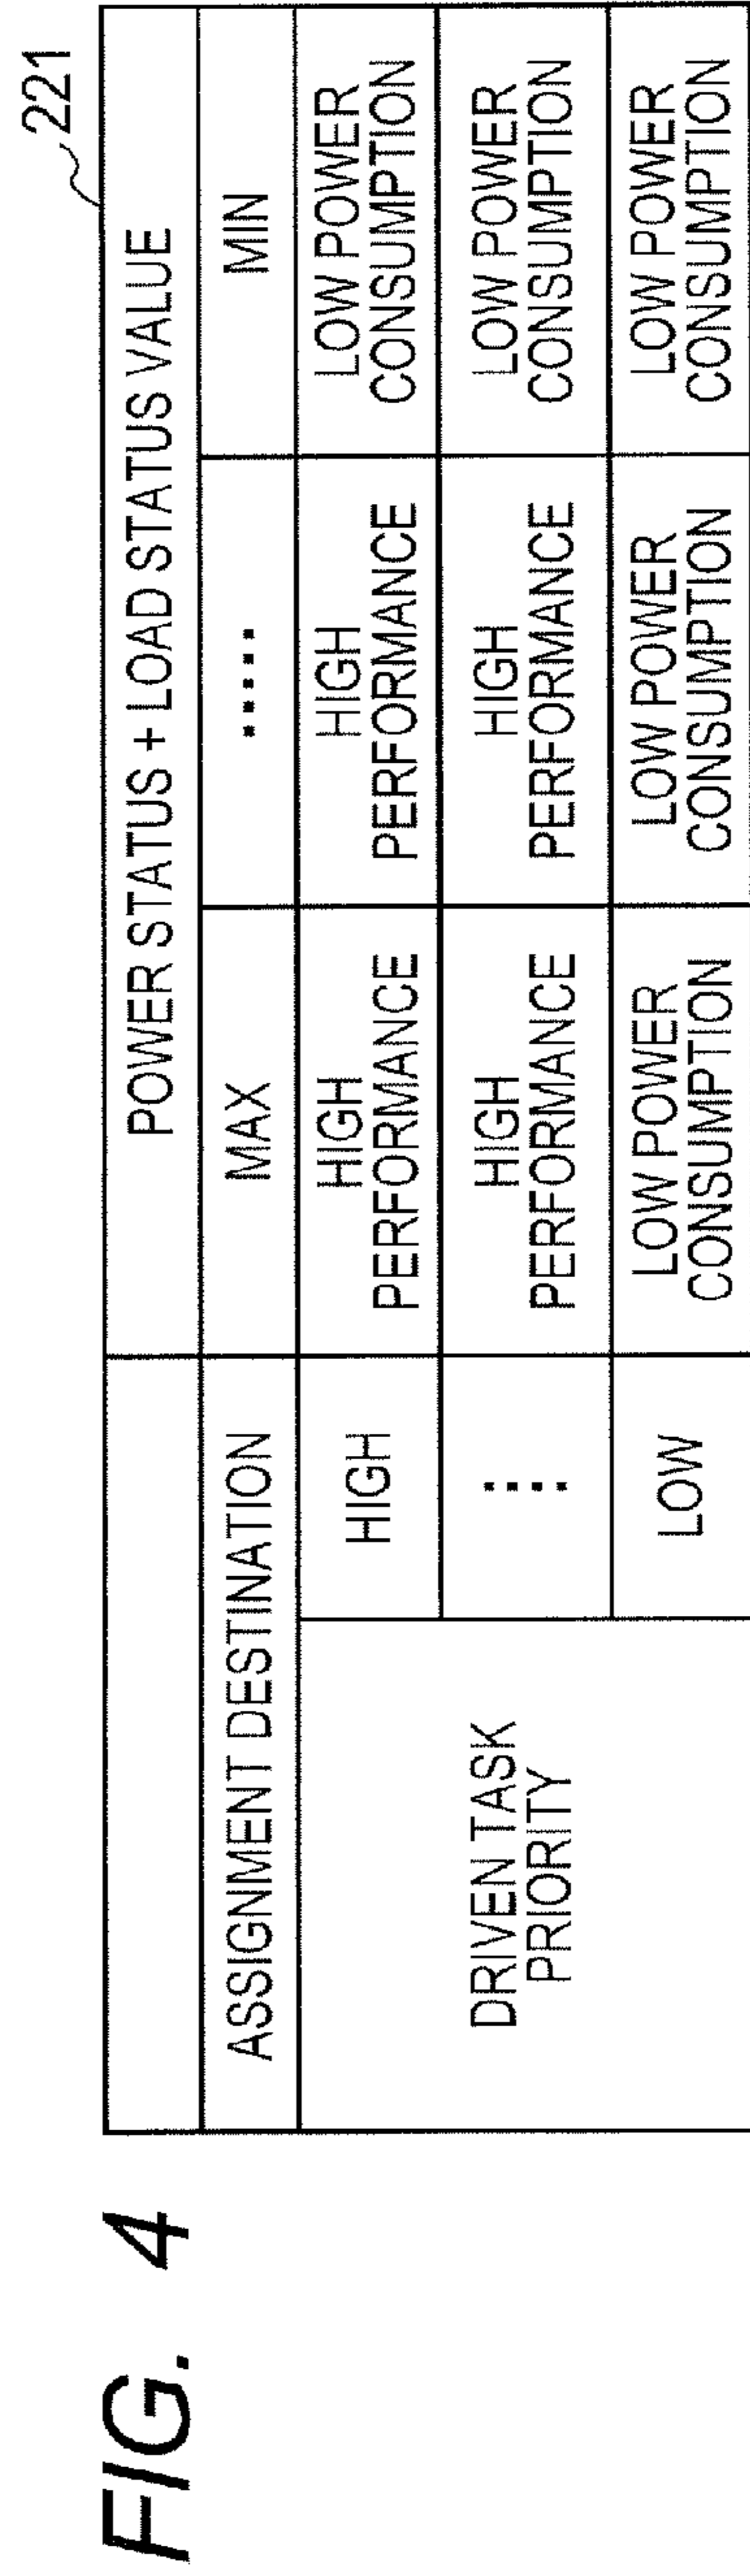 FIG. 4
221
POWER STATUS + LOAD STATUS VALUE
ASSIGNMENT DESTINATION
MAX
.....
MIN
DRIVEN TASK
PRIORITY
HIGH
HIGH
PERFORMANCE
HIGH
PERFORMANCE
LOW POWER
CONSUMPTION
....
HIGH
PERFORMANCE
HIGH
PERFORMANCE
LOW POWER
CONSUMPTION
LOW
LOW POWER
CONSUMPTION
LOW POWER
CONSUMPTION
LOW POWER
CONSUMPTION